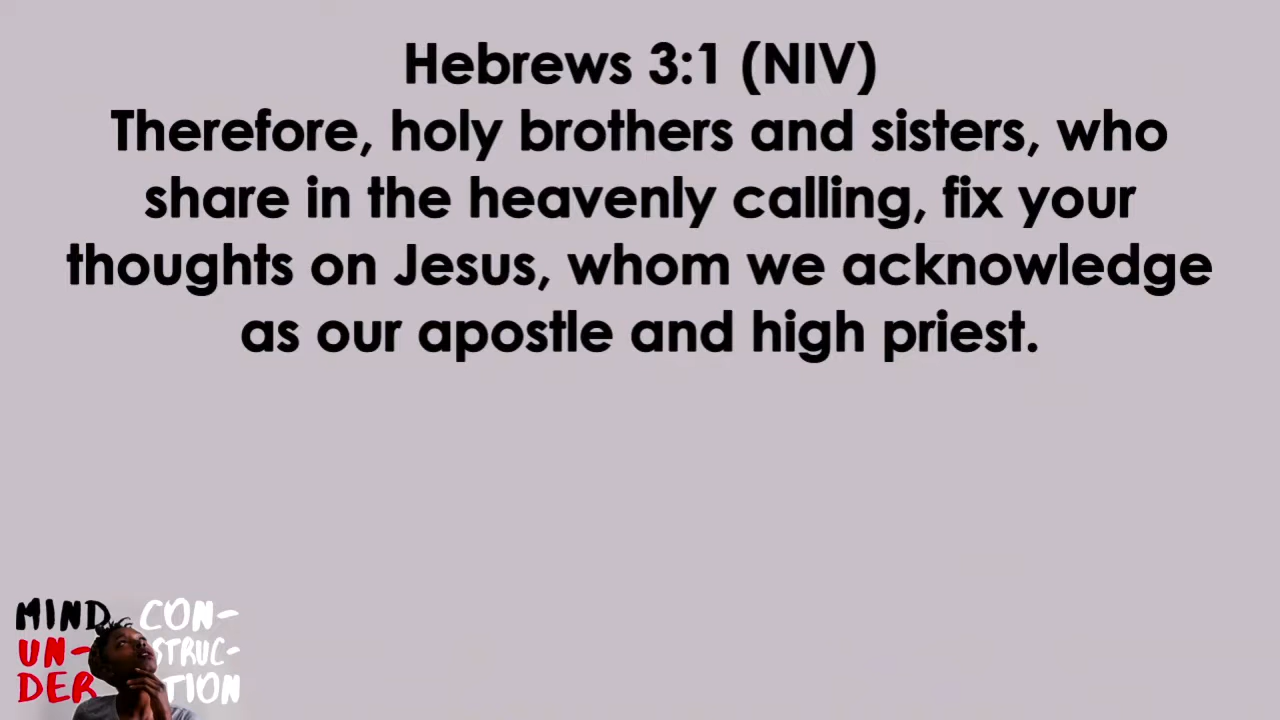 Hebrews 3:1 (NIV)
Therefore, holy brothers and sisters, who
share in the heavenly calling, fix your
thoughts on Jesus, whom we acknowledge
as our apostle and high priest.
MIND CON-
UN- STRUC-
DER TION